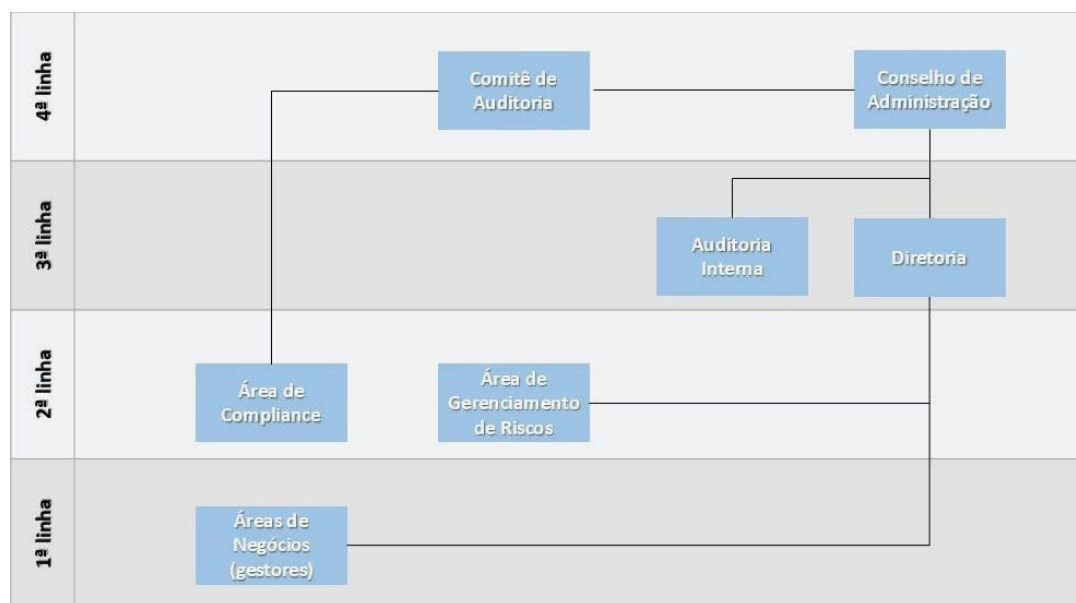 4ª linha
Comitê de
Auditoria
Conselho de
Administração
3ª linha
Auditoria
Interna
Diretoria
2ª linha
Área de
Compliance
Área de
Gerenciamento
de Riscos
1ª linha
Áreas de
Negócios
(gestores)